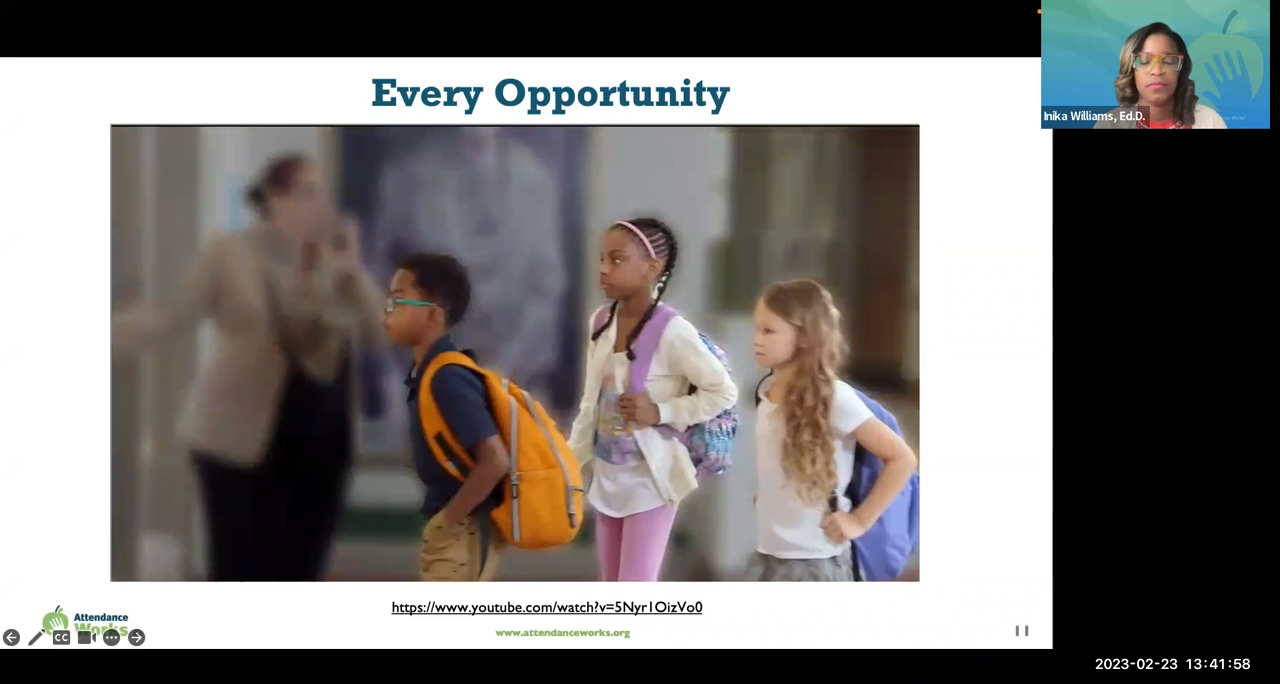 Every Opportunity
Inika Williams, Ed.D.
https://www.youtube.com/watch?v=5Nyr1OizVo0
Attendance
Works
www.attendanceworks.org
CC
2023-02-23 13:41:58